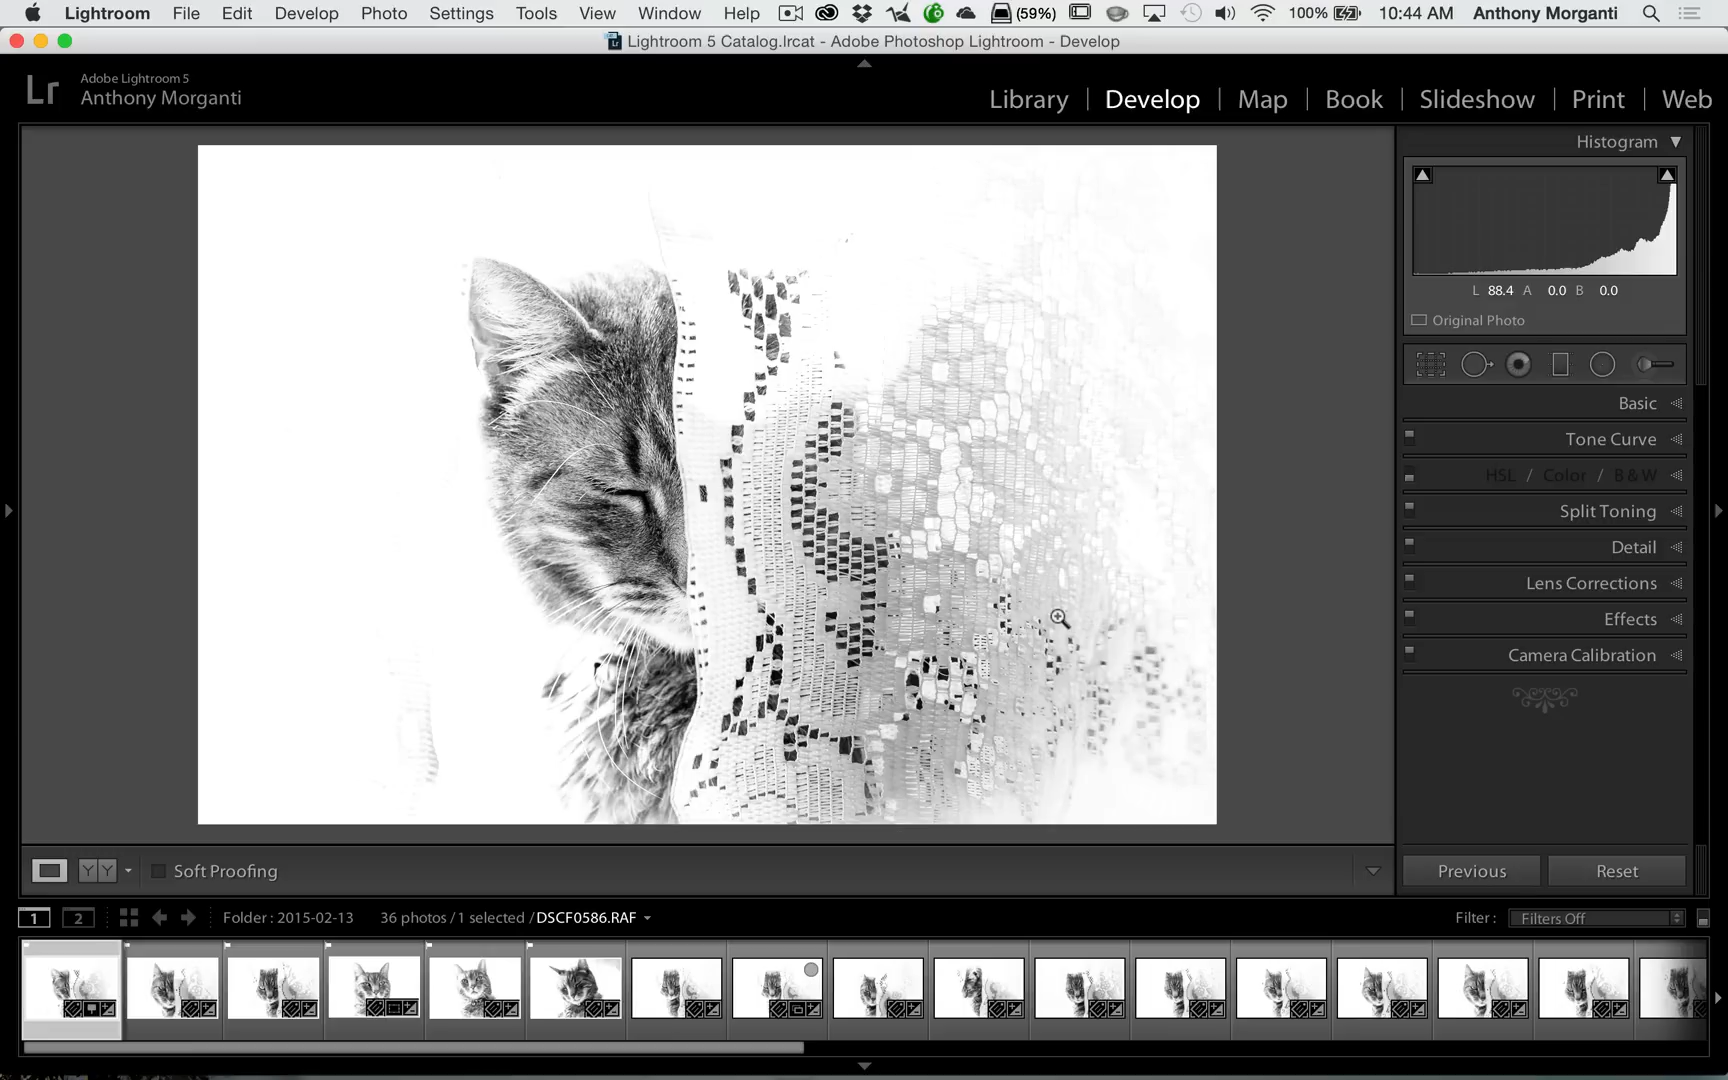 Lightroom File Edit Develop Photo Settings Tools View Window Help (59%) 100% 10:44 AM Anthony Morganti
Lightroom 5 Catalog.lrcat - Adobe Photoshop Lightroom - Develop
Lr
Adobe Lightroom 5
Anthony Morganti
Library | Develop | Map | Book | Slideshow | Print | Web
Histogram
L 88.4 A 0.0 B 0.0
Original Photo
Basic
Tone Curve
HSL / Color / B & W
Split Toning
Detail
Lens Corrections
Effects
Camera Calibration
Y Y
Soft Proofing
Previous
Reset
1 2 Folder : 2015-02-13 36 photos / 1 selected / DSCF0586.RAF Filter : Filters Off